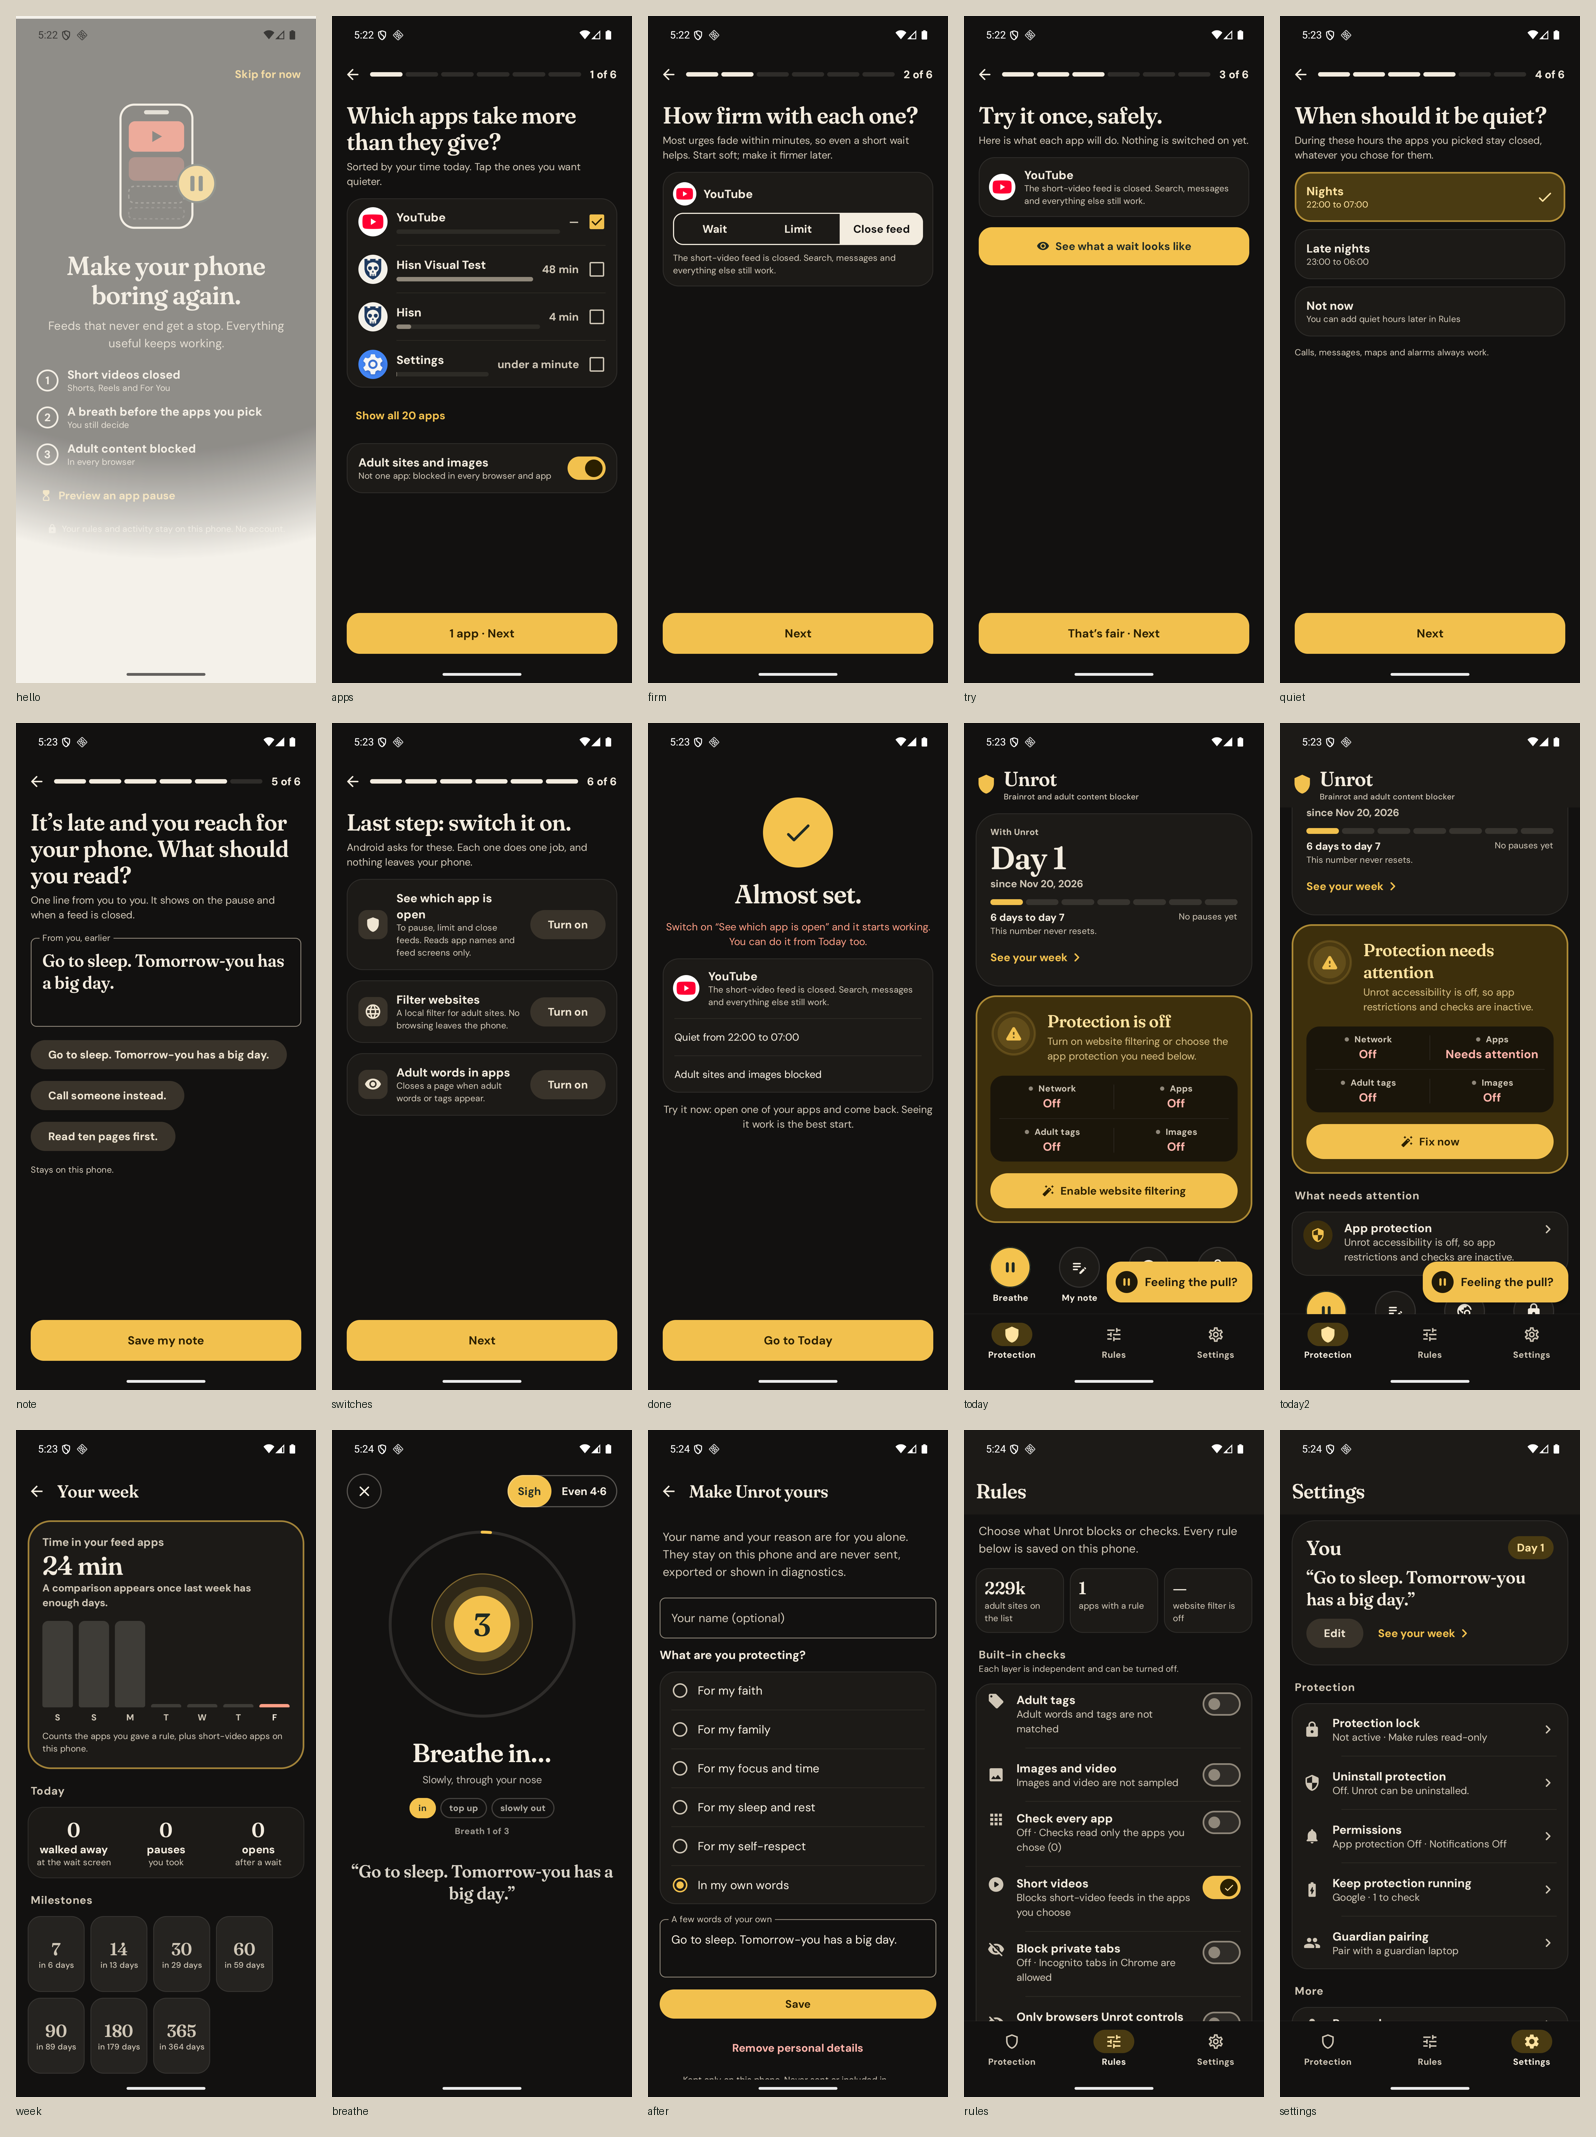 5:22
Skip for now
Make your phone
boring again.
Feeds that never end get a stop. Everything
useful keeps working.
1
Short videos closed
Shorts, Reels and For You
2
A breath before the apps you pick
You still decide
3
Adult content blocked
In every browser
Preview an app pause
Your rules and activity stay on this phone. No account.
hello
5:22
1 of 6
Which apps take more
than they give?
Sorted by your time today. Tap the ones you want
quieter.
YouTube
–
Hisn Visual Test
48 min
Hisn
4 min
Settings
under a minute
Show all 20 apps
Adult sites and images
Not one app: blocked in every browser and app
1 app · Next
apps
5:22
2 of 6
How firm with each one?
Most urges fade within minutes, so even a short wait
helps. Start soft; make it firmer later.
YouTube
Wait
Limit
Close feed
The short-video feed is closed. Search, messages and
everything else still work.
Next
firm
5:22
3 of 6
Try it once, safely.
Here is what each app will do. Nothing is switched on yet.
YouTube
The short-video feed is closed. Search, messages
and everything else still work.
See what a wait looks like
That's fair · Next
try
5:23
4 of 6
When should it be quiet?
During these hours the apps you picked stay closed,
whatever you chose for them.
Nights
22:00 to 07:00
Late nights
23:00 to 06:00
Not now
You can add quiet hours later in Rules
Calls, messages, maps and alarms always work.
Next
quiet
5:23
5 of 6
It's late and you reach for
your phone. What should
you read?
One line from you to you. It shows on the pause and
when a feed is closed.
From you, earlier
Go to sleep. Tomorrow-you has
a big day.
Go to sleep. Tomorrow-you has a big day.
Call someone instead.
Read ten pages first.
Stays on this phone.
Save my note
note
5:23
6 of 6
Last step: switch it on.
Android asks for these. Each one does one job, and
nothing leaves your phone.
See which app is
open
To pause, limit and close
feeds. Reads app names and
feed screens only.
Turn on
Filter websites
A local filter for adult sites. No
browsing leaves the phone.
Turn on
Adult words in apps
Closes a page when adult
words or tags appear.
Turn on
Next
switches
5:23
Almost set.
Switch on “See which app is open” and it starts working.
You can do it from Today too.
YouTube
The short-video feed is closed. Search, messages
and everything else still work.
Quiet from 22:00 to 07:00
Adult sites and images blocked
Try it now: open one of your apps and come back. Seeing
it work is the best start.
Go to Today
done
5:23
Unrot
Brainrot and adult content blocker
With Unrot
Day 1
since Nov 20, 2026
6 days to day 7
No pauses yet
This number never resets.
See your week
Protection is off
Turn on website filtering or choose the
app protection you need below.
Network
Off
Apps
Off
Adult tags
Off
Images
Off
Enable website filtering
Breathe
My note
Feeling the pull?
Protection
Rules
Settings
today
5:23
Unrot
Brainrot and adult content blocker
since Nov 20, 2026
6 days to day 7
No pauses yet
This number never resets.
See your week
Protection needs
attention
Unrot accessibility is off, so app
restrictions and checks are inactive.
Network
Off
Apps
Needs attention
Adult tags
Off
Images
Off
Fix now
What needs attention
App protection
Unrot accessibility is off, so app
restrictions and checks are inactive.
Feeling the pull?
Protection
Rules
Settings
today2
5:23
Your week
Time in your feed apps
24 min
A comparison appears once last week has
enough days.
S S M T W T F
Counts the apps you gave a rule, plus short-video apps on
this phone.
Today
0
walked away
at the wait screen
0
pauses
you took
0
opens
after a wait
Milestones
7
in 6 days
14
in 13 days
30
in 29 days
60
in 59 days
90
in 89 days
180
in 179 days
365
in 364 days
week
5:24
Sigh
Even 4·6
3
Breathe in…
Slowly, through your nose
in
top up
slowly out
Breath 1 of 3
“Go to sleep. Tomorrow-you has a
big day.”
breathe
5:24
Make Unrot yours
Your name and your reason are for you alone.
They stay on this phone and are never sent,
exported or shown in diagnostics.
Your name (optional)
What are you protecting?
For my faith
For my family
For my focus and time
For my sleep and rest
For my self-respect
In my own words
A few words of your own
Go to sleep. Tomorrow-you has a big day.
Save
Remove personal details
after
5:24
Rules
Choose what Unrot blocks or checks. Every rule
below is saved on this phone.
229k
adult sites on
the list
1
apps with a rule
—
website filter is
off
Built-in checks
Each layer is independent and can be turned off.
Adult tags
Adult words and tags are not
matched
Images and video
Images and video are not sampled
Check every app
Off · Checks read only the apps you
chose (0)
Short videos
Blocks short-video feeds in the apps
you choose
Block private tabs
Off · Incognito tabs in Chrome are
allowed
Only browsers Unrot controls
Protection
Rules
Settings
rules
5:24
Settings
You
Day 1
“Go to sleep. Tomorrow-you
has a big day.”
Edit
See your week
Protection
Protection lock
Not active · Make rules read-only
Uninstall protection
Off. Unrot can be uninstalled.
Permissions
App protection Off · Notifications Off
Keep protection running
Google · 1 to check
Guardian pairing
Pair with a guardian laptop
More
Protection
Rules
Settings
settings